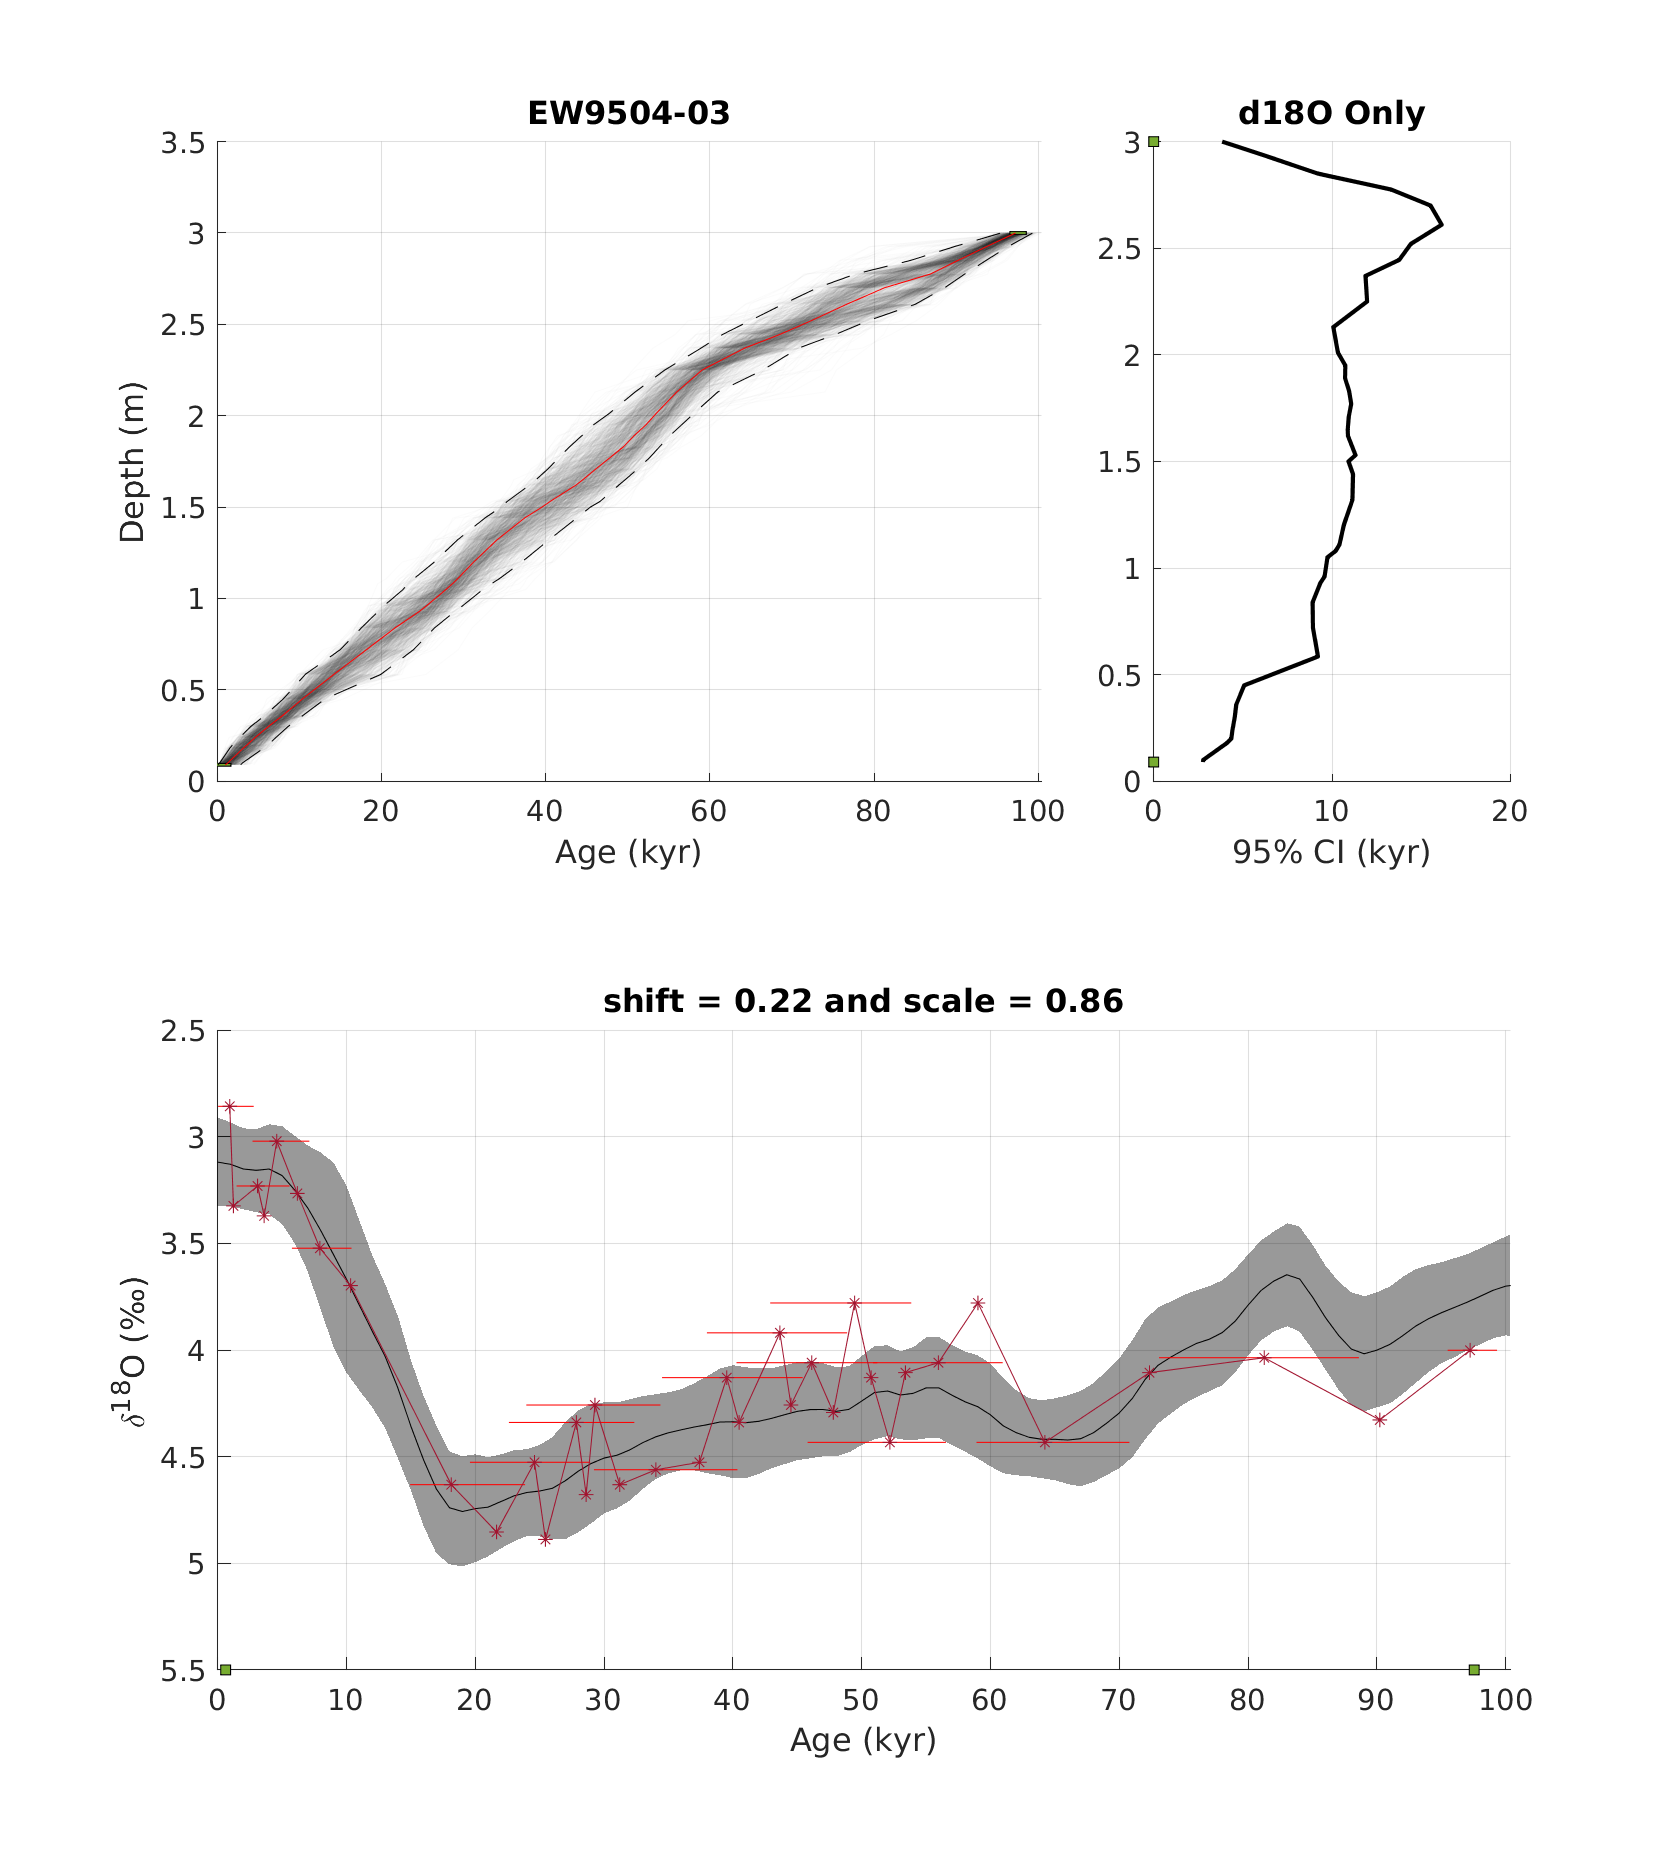 EW9504-03
3.5
3
2.5
2
1.5
1
0.5
0
Depth (m)
0 20 40 60 80 100
Age (kyr)
d18O Only
3
2.5
2
1.5
1
0.5
0
0 10 20
95% CI (kyr)
shift = 0.22 and scale = 0.86
2.5
3
3.5
4
4.5
5
5.5
δ18O (‰)
0 10 20 30 40 50 60 70 80 90 100
Age (kyr)